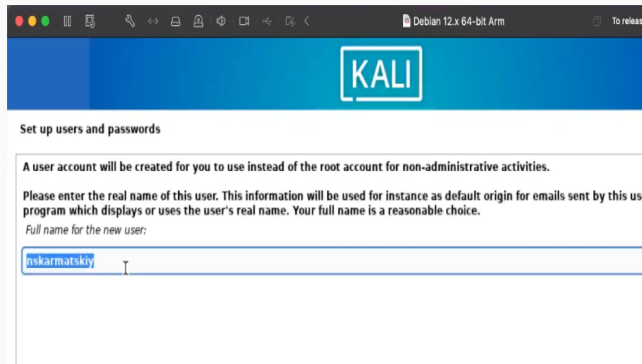 Debian 12.x 64-bit Arm
To releas
KALI
Set up users and passwords
A user account will be created for you to use instead of the root account for non-administrative activities.
Please enter the real name of this user. This information will be used for instance as default origin for emails sent by this us
program which displays or uses the user's real name. Your full name is a reasonable choice.
Full name for the new user:
nskarmatskiy